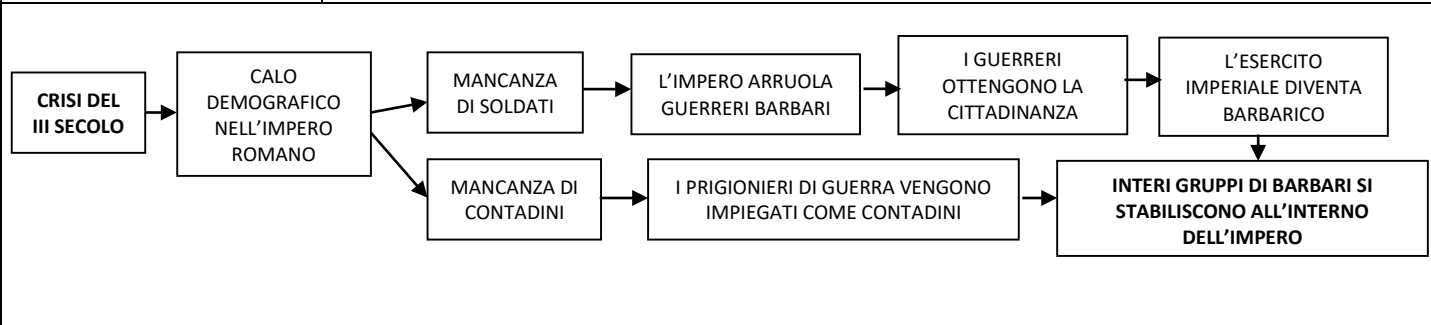 CRISI DEL
III SECOLO
CALO
DEMOGRAFICO
NELL’IMPERO
ROMANO
MANCANZA
DI SOLDATI
L’IMPERO ARRUOLA
GUERRERI BARBARI
I GUERRERI
OTTENGONO LA
CITTADINANZA
L’ESERCITO
IMPERIALE DIVENTA
BARBARICO
MANCANZA DI
CONTADINI
I PRIGIONIERI DI GUERRA VENGONO
IMPIEGATI COME CONTADINI
INTERI GRUPPI DI BARBARI SI
STABILISCONO ALL’INTERNO
DELL’IMPERO